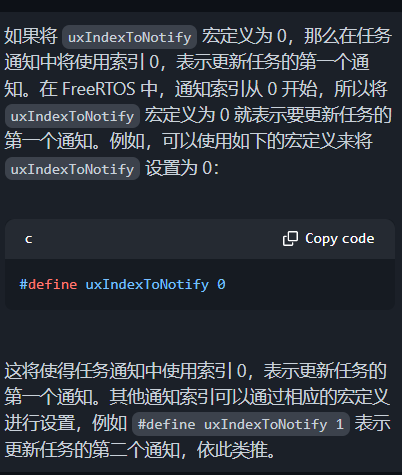 如果将 uxIndexToNotify 宏定义为 0，那么在任务
通知中将使用索引 0，表示更新任务的第一个通
知。在 FreeRTOS 中，通知索引从 0 开始，所以将
uxIndexToNotify 宏定义为 0 就表示要更新任务的
第一个通知。例如，可以使用如下的宏定义来将
uxIndexToNotify 设置为 0：
c Copy code
#define uxIndexToNotify 0
这将使得任务通知中使用索引 0，表示更新任务的
第一个通知。其他通知索引可以通过相应的宏定义
进行设置，例如 #define uxIndexToNotify 1 表示
更新任务的第二个通知，依此类推。